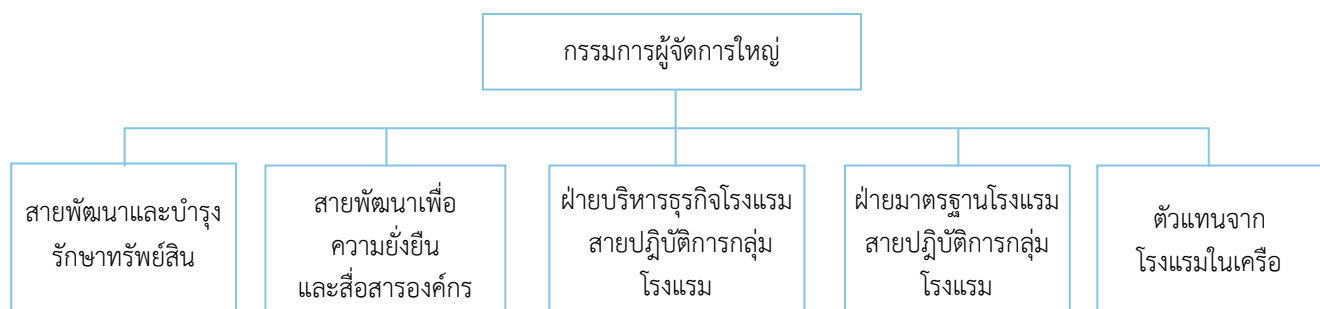 กรรมการผู้จัดการใหญ่
สายพัฒนาและบำรุง
รักษาทรัพย์สิน
สายพัฒนาเพื่อ
ความยั่งยืน
และสื่อสารองค์กร
ฝ่ายบริหารธุรกิจโรงแรม
สายปฏิบัติการกลุ่ม
โรงแรม
ฝ่ายมาตรฐานโรงแรม
สายปฏิบัติการกลุ่ม
โรงแรม
ตัวแทนจาก
โรงแรมในเครือ